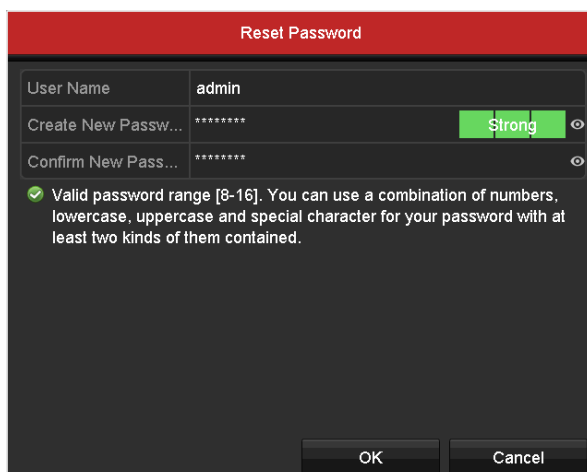 Reset Password
User Name admin
Create New Passw... ******** Strong
Confirm New Pass... ********
Valid password range [8-16]. You can use a combination of numbers,
lowercase, uppercase and special character for your password with at
least two kinds of them contained.
OK Cancel